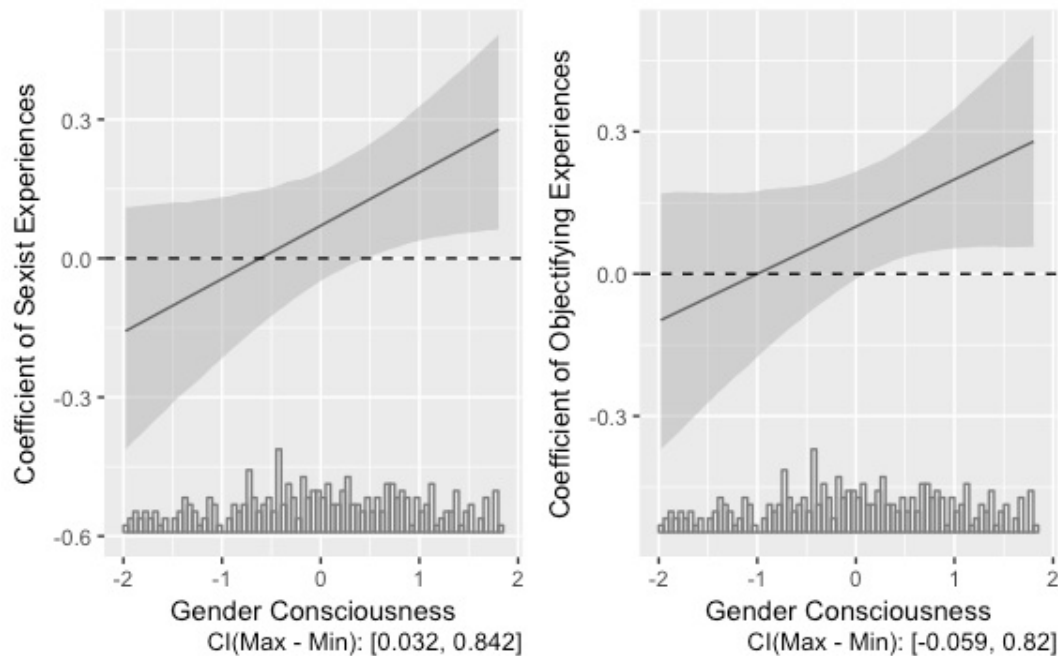 Coefficient of Sexist Experiences
0.3
0.0
-0.3
-0.6
-2
-1
0
1
2
Gender Consciousness
CI(Max - Min): [0.032, 0.842]
Coefficient of Objectifying Experiences
0.3
0.0
-0.3
-2
-1
0
1
2
Gender Consciousness
CI(Max - Min): [-0.059, 0.82]